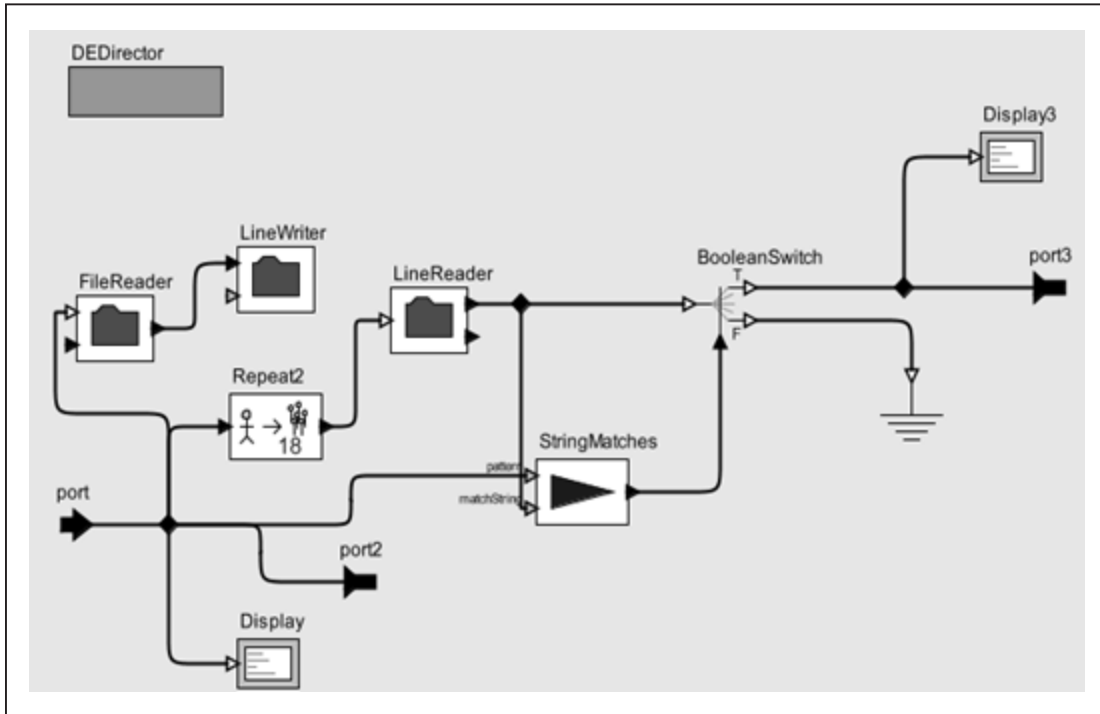 DEDirector
Display3
LineWriter
BooleanSwitch
port3
T
FileReader
LineReader
F
Repeat2
18
StringMatches
pattern
matchString
port
port2
Display